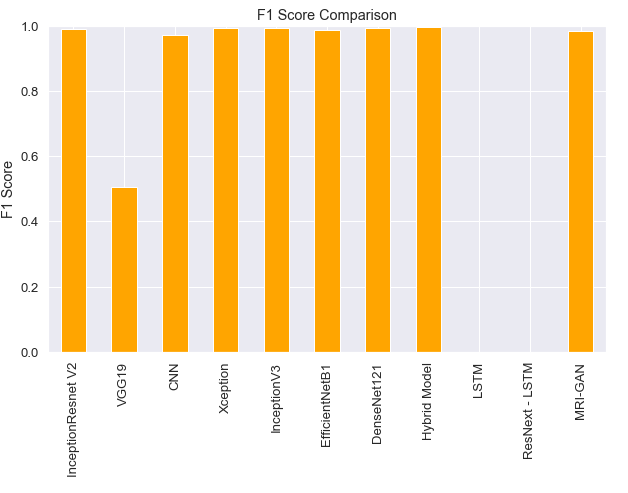 F1 Score Comparison
F1 Score
1.0
0.8
0.6
0.4
0.2
0.0
InceptionResnet V2
VGG19
CNN
Xception
InceptionV3
EfficientNetB1
DenseNet121
Hybrid Model
LSTM
ResNext - LSTM
MRI-GAN